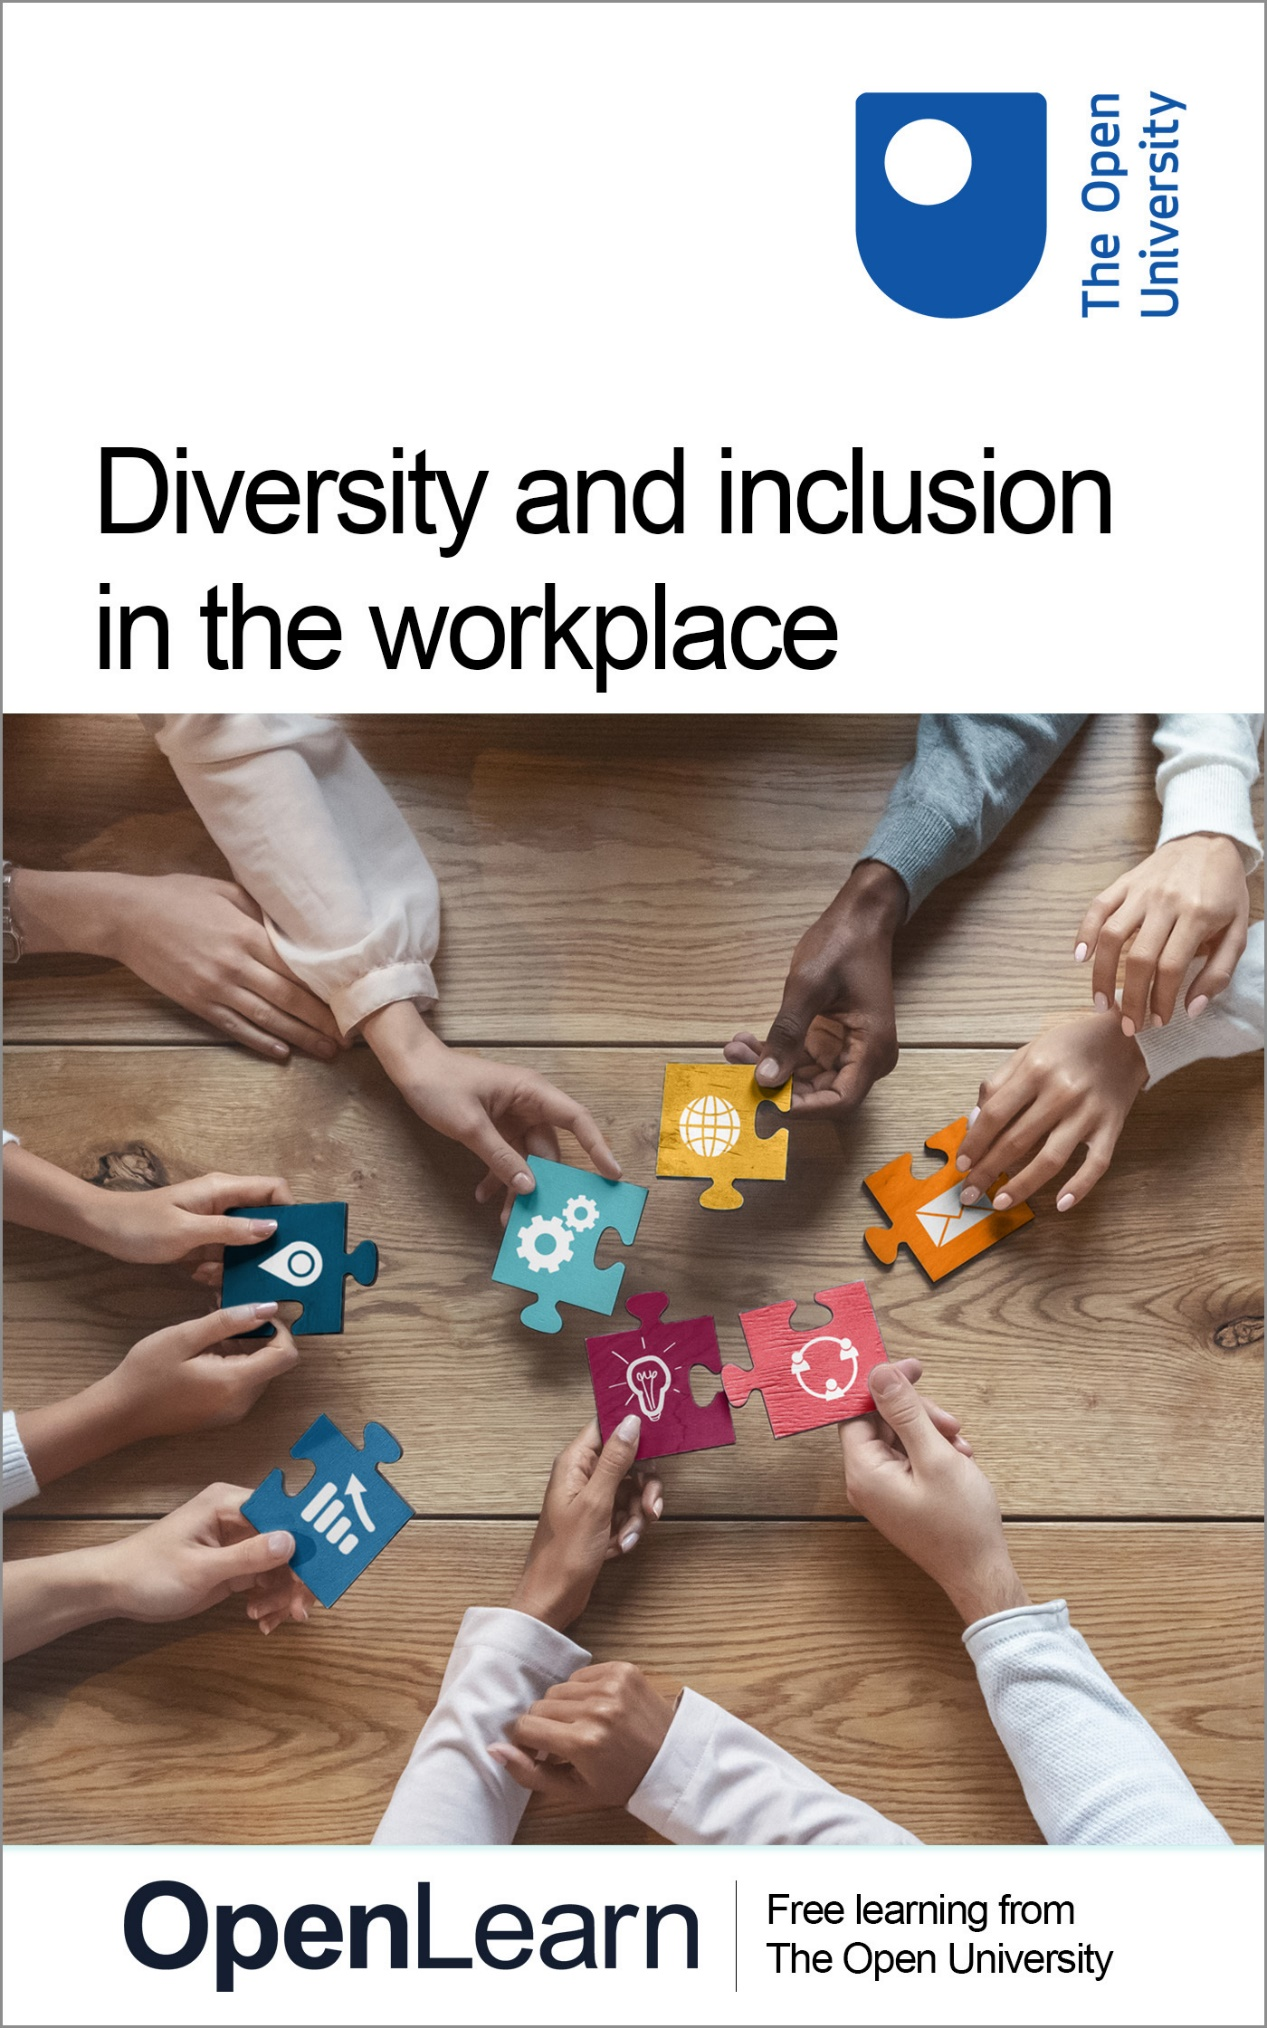 The Open
University
Diversity and inclusion
in the workplace
OpenLearn
Free learning from
The Open University